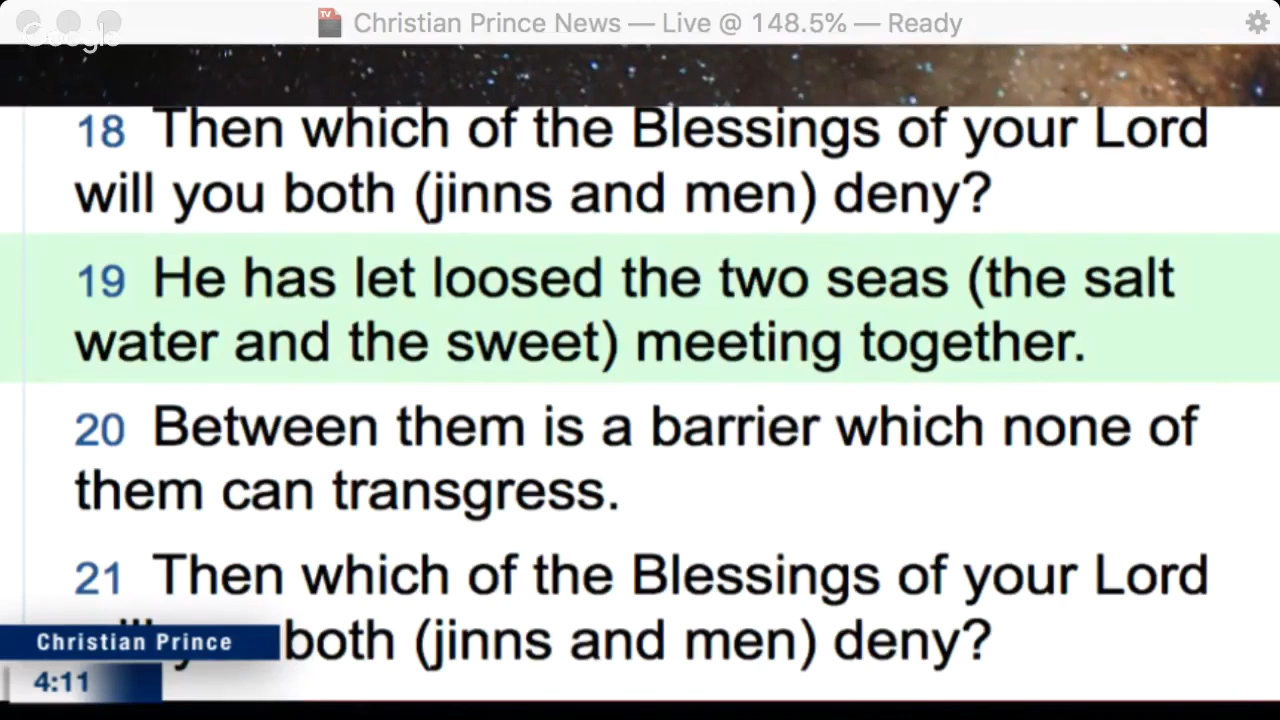 Christian Prince News — Live @ 148.5% — Ready
Google
TV
18 Then which of the Blessings of your Lord
will you both (jinns and men) deny?
19 He has let loosed the two seas (the salt
water and the sweet) meeting together.
20 Between them is a barrier which none of
them can transgress.
21 Then which of the Blessings of your Lord
both (jinns and men) deny?
Christian Prince
4:11